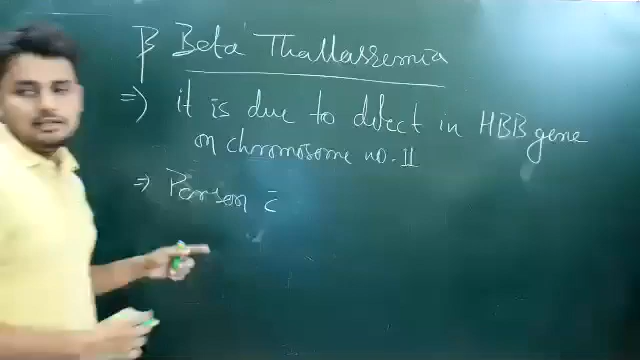 β Beta Thallassemia
⇒ it is due to defect in HBB gene
on chromosome no. 11
⇒ Person c̄